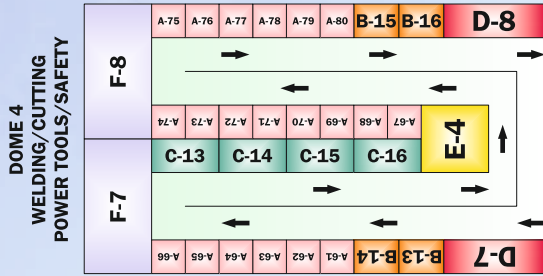 DOME 4
WELDING/CUTTING
POWER TOOLS/SAFETY
F-8
F-7
A-75 A-76 A-77 A-78 A-79 A-80 B-15 B-16 D-8
A-74 A-73 A-72 A-71 A-70 A-69 A-68 A-67 E-4
C-13 C-14 C-15 C-16
A-66 A-65 A-64 A-63 A-62 A-61 B-14 B-13 D-7